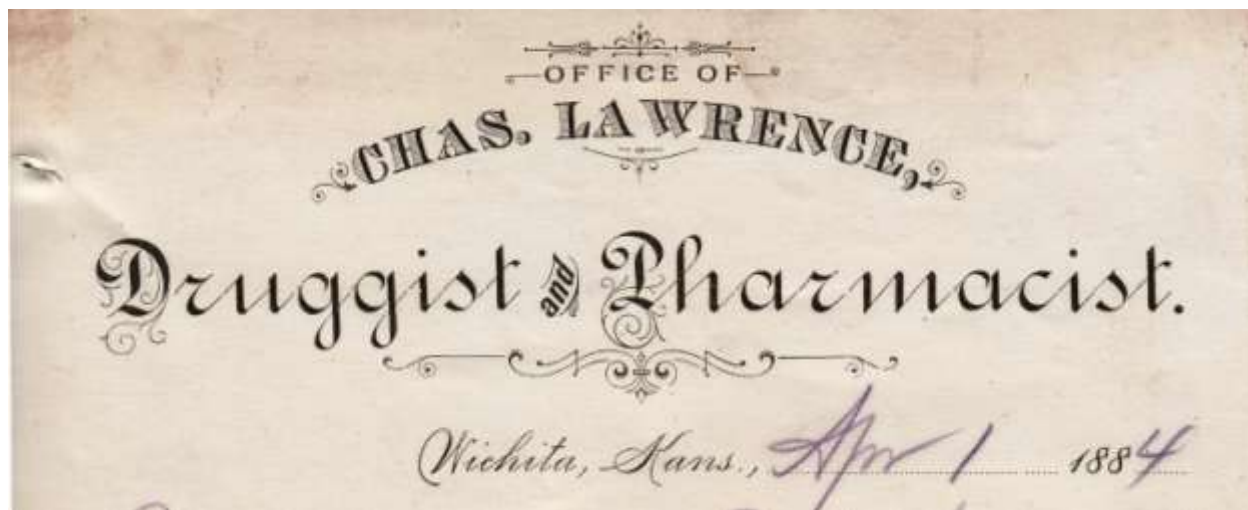 OFFICE OF
CHAS. LAWRENCE,
Druggist and Pharmacist.
Wichita, Kans., Apr 1 1884